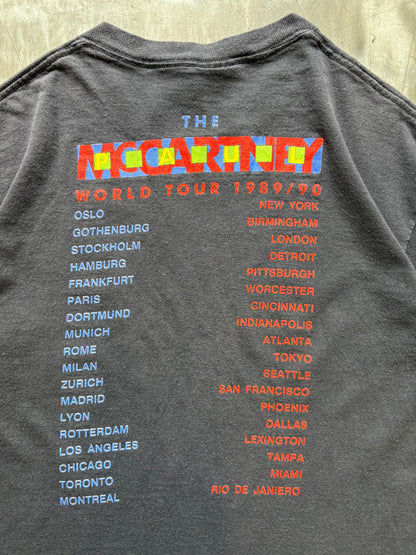 THE
PAUL
McCARTNEY
WORLD TOUR 1989/90
OSLO
GOTHENBURG
STOCKHOLM
HAMBURG
FRANKFURT
PARIS
DORTMUND
MUNICH
ROME
MILAN
ZURICH
MADRID
LYON
ROTTERDAM
LOS ANGELES
CHICAGO
TORONTO
MONTREAL
NEW YORK
BIRMINGHAM
LONDON
DETROIT
PITTSBURGH
WORCESTER
CINCINNATI
INDIANAPOLIS
ATLANTA
TOKYO
SEATTLE
SAN FRANCISCO
PHOENIX
DALLAS
LEXINGTON
TAMPA
MIAMI
RIO DE JANIERO